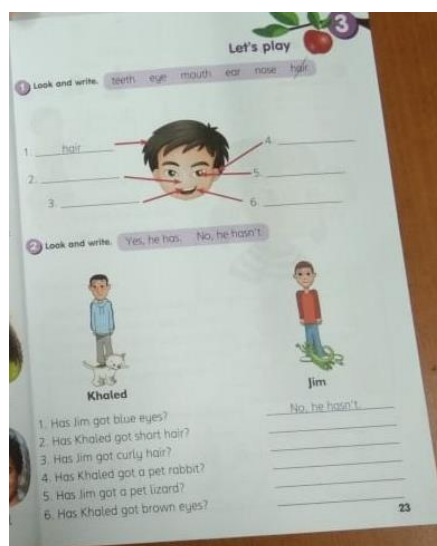 3
Let's play
1 Look and write. teeth eye mouth ear nose hair
1. hair
2.
3.
4.
5.
6.
2 Look and write. Yes, he has. No, he hasn't.
Khaled
Jim
1. Has Jim got blue eyes? No, he hasn't.
2. Has Khaled got short hair?
3. Has Jim got curly hair?
4. Has Khaled got a pet rabbit?
5. Has Jim got a pet lizard?
6. Has Khaled got brown eyes?
23